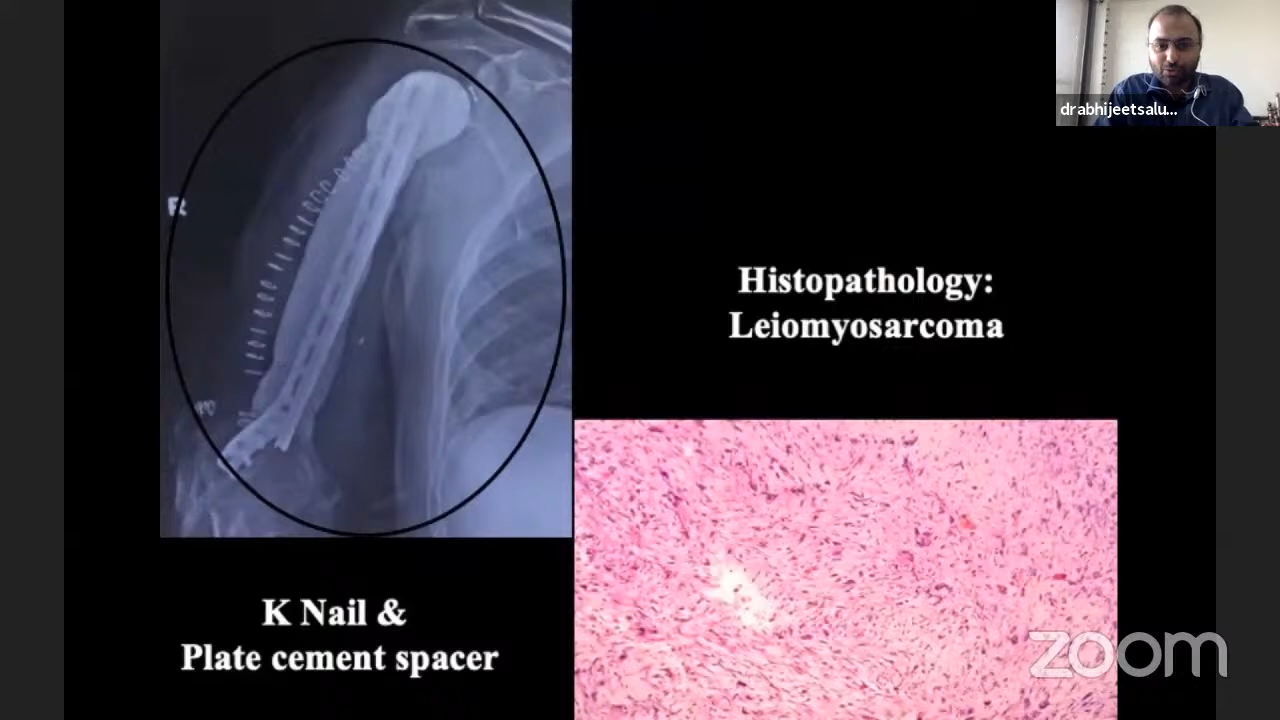 drabhijeetsalu...
R
Histopathology:
Leiomyosarcoma
K Nail &
Plate cement spacer
zoom